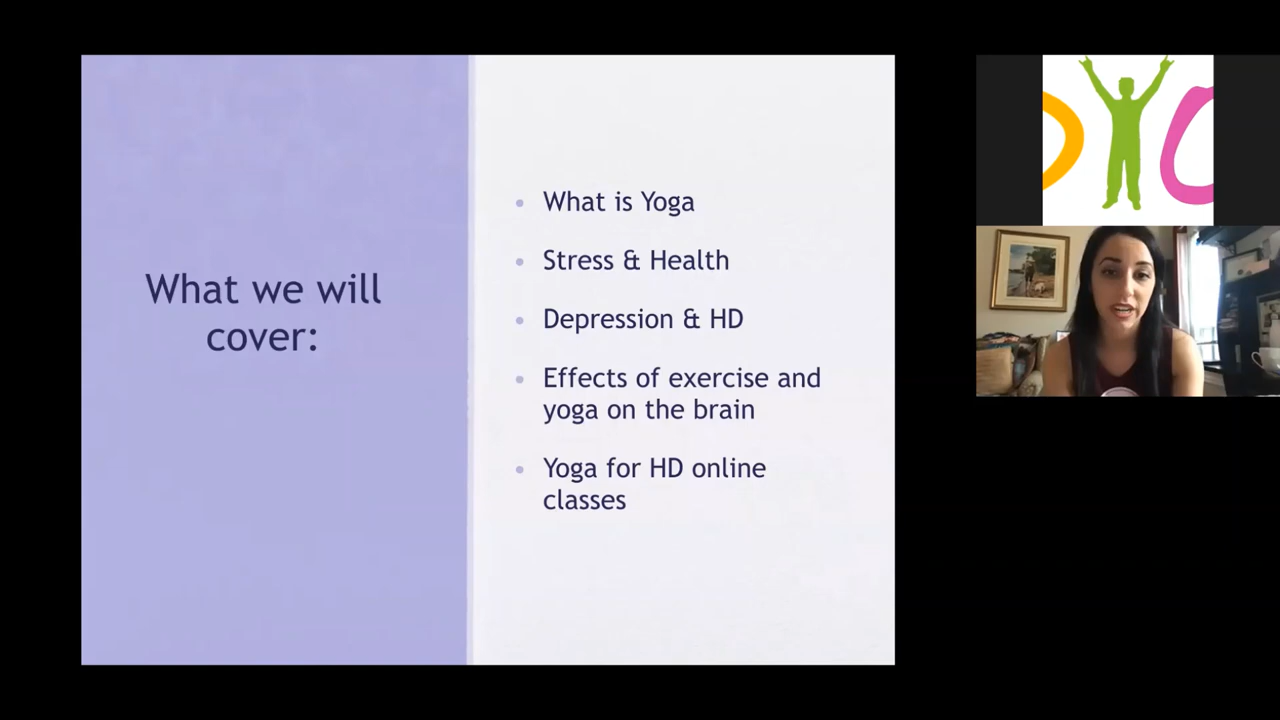 What we will
cover:
What is Yoga
Stress & Health
Depression & HD
Effects of exercise and
yoga on the brain
Yoga for HD online
classes